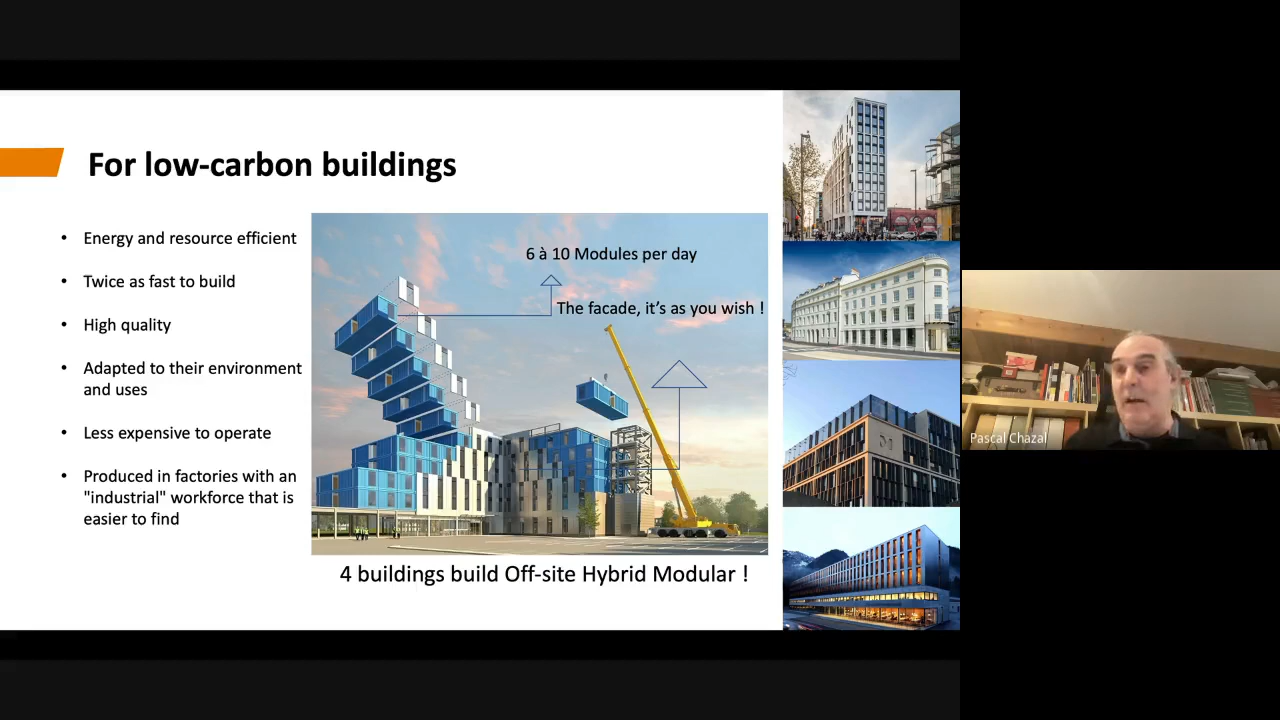 For low-carbon buildings
• Energy and resource efficient
• Twice as fast to build
• High quality
• Adapted to their environment
and uses
• Less expensive to operate
• Produced in factories with an
"industrial" workforce that is
easier to find
6 à 10 Modules per day
The facade, it's as you wish !
4 buildings build Off-site Hybrid Modular !
Pascal Chazal